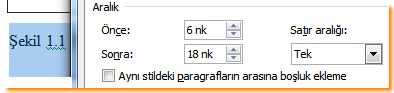 Aralık
Önce: 6 nk Satır aralığı:
Şekil 1.1
Sonra: 18 nk Tek
Aynı stildeki paragrafların arasına boşluk ekleme